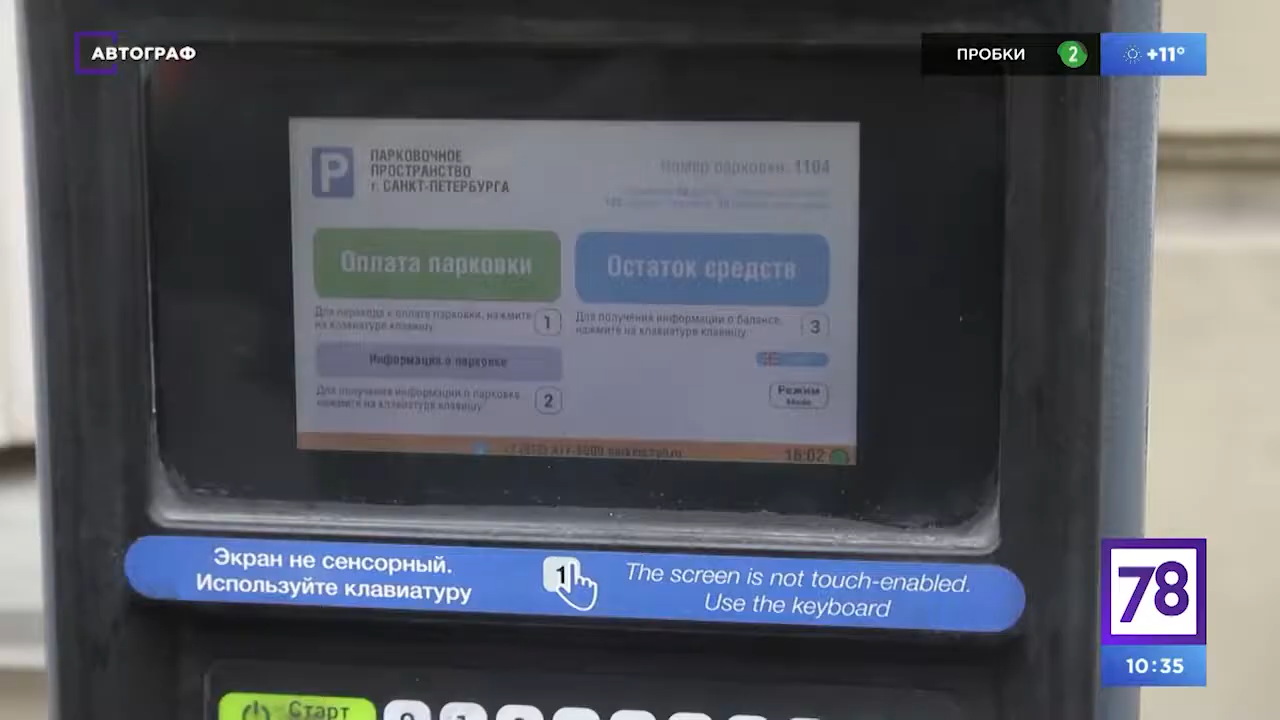 АВТОГРАФ
ПРОБКИ 2 +11°
ПАРКОВОЧНОЕ
ПРОСТРАНСТВО
г. САНКТ-ПЕТЕРБУРГА
Номер парковки: 1104
Оплата парковки
Остаток средств
Для перехода к оплате парковки, нажмите
на клавиатуре клавишу
1
Для получения информации о балансе,
нажмите на клавиатуре клавишу
3
Информация о парковке
Для получения информации о парковке
нажмите на клавиатуре клавишу
2
Режим
Mode
16:02
Экран не сенсорный.
Используйте клавиатуру
1
The screen is not touch-enabled.
Use the keyboard
78
10:35
Старт